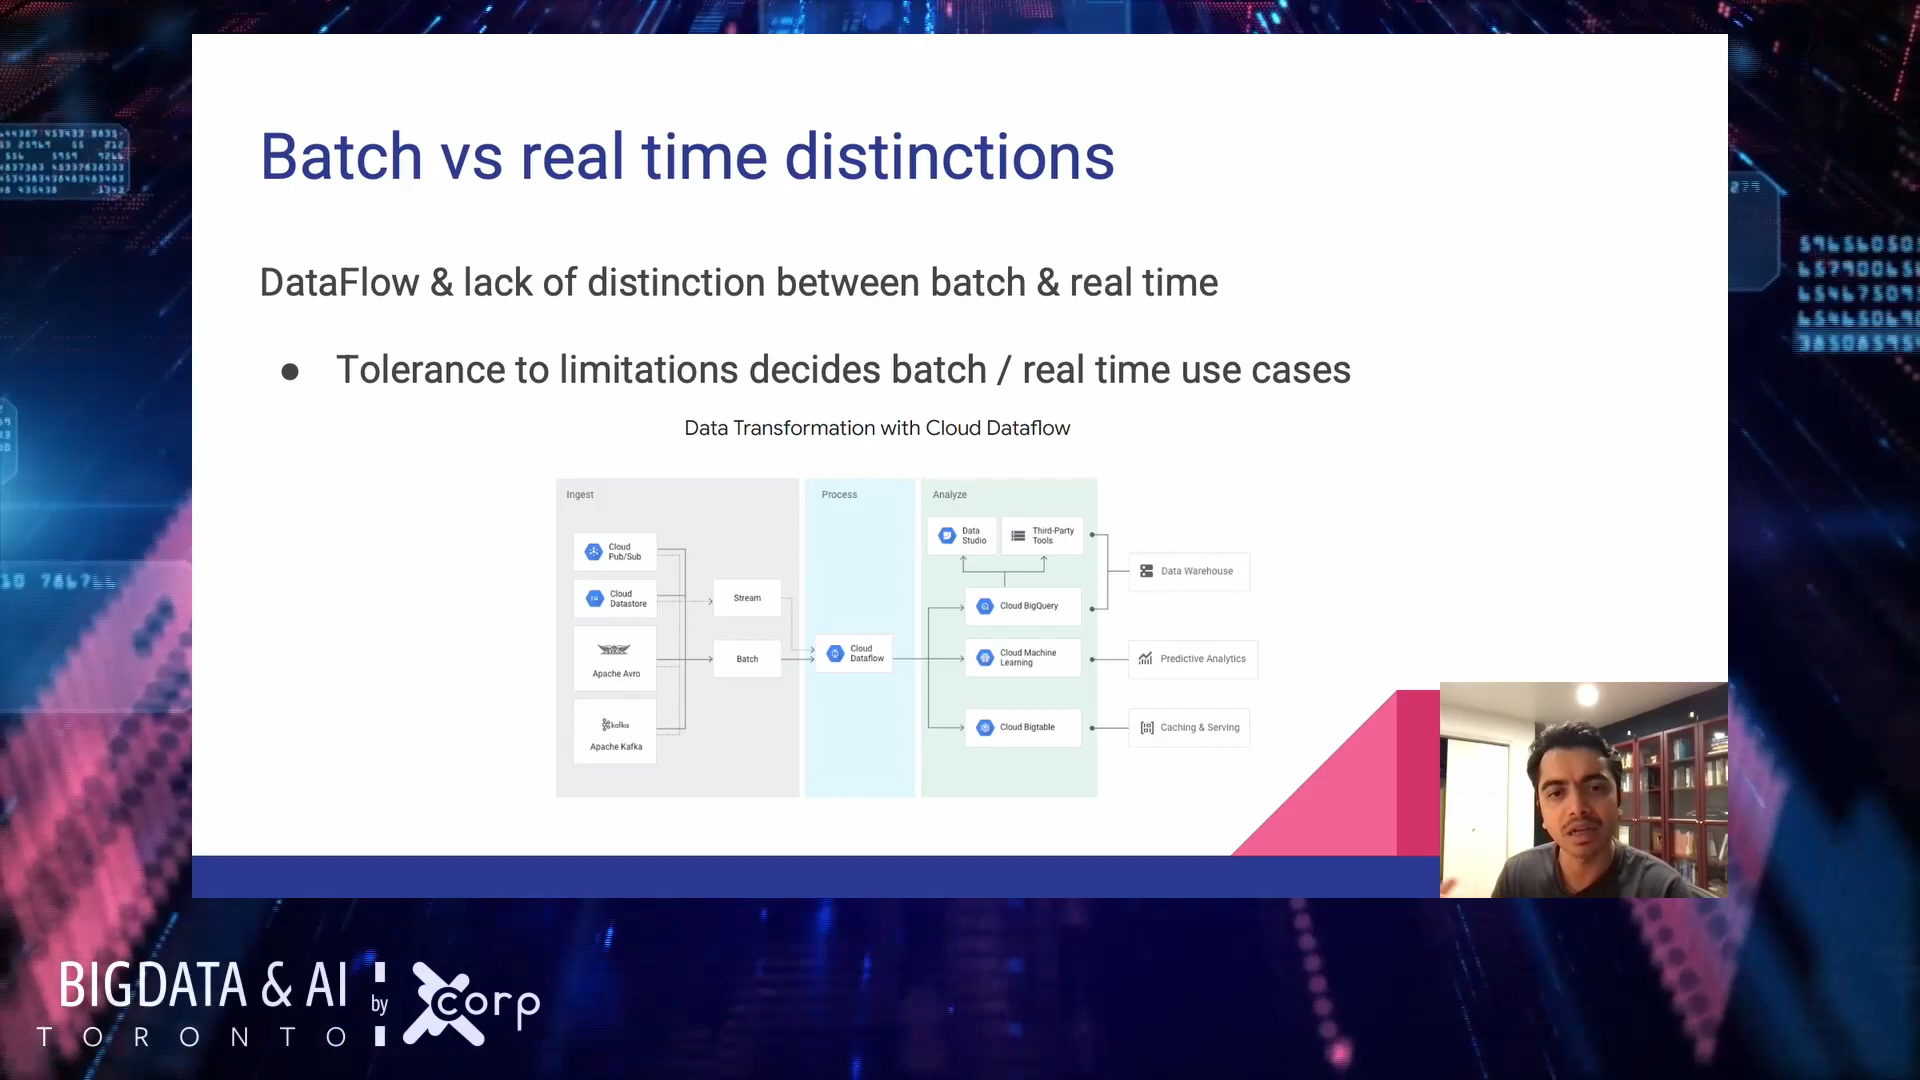 Batch vs real time distinctions
DataFlow & lack of distinction between batch & real time
● Tolerance to limitations decides batch / real time use cases
Data Transformation with Cloud Dataflow
Ingest
Process
Analyze
Cloud
Pub/Sub
Cloud
Datastore
Apache Avro
kafka
Apache Kafka
Stream
Batch
Cloud
Dataflow
Data
Studio
Third-Party
Tools
Cloud BigQuery
Cloud Machine
Learning
Cloud Bigtable
Data Warehouse
Predictive Analytics
Caching & Serving
BIGDATA & AI
TORONTO
by
xcorp